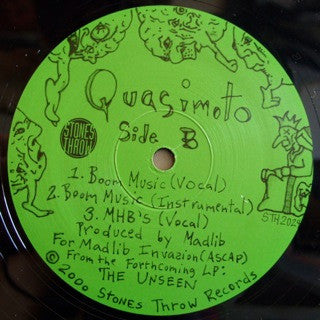 Quasimoto
Side B
STONES
THROW
1. Boom Music (Vocal)
2. Boom Music (Instrumental)
3. MHB's (Vocal)
Produced by Madlib
For Madlib Invasion (ASCAP)
From the Forthcoming LP:
THE UNSEEN
© 2000 Stones Throw Records